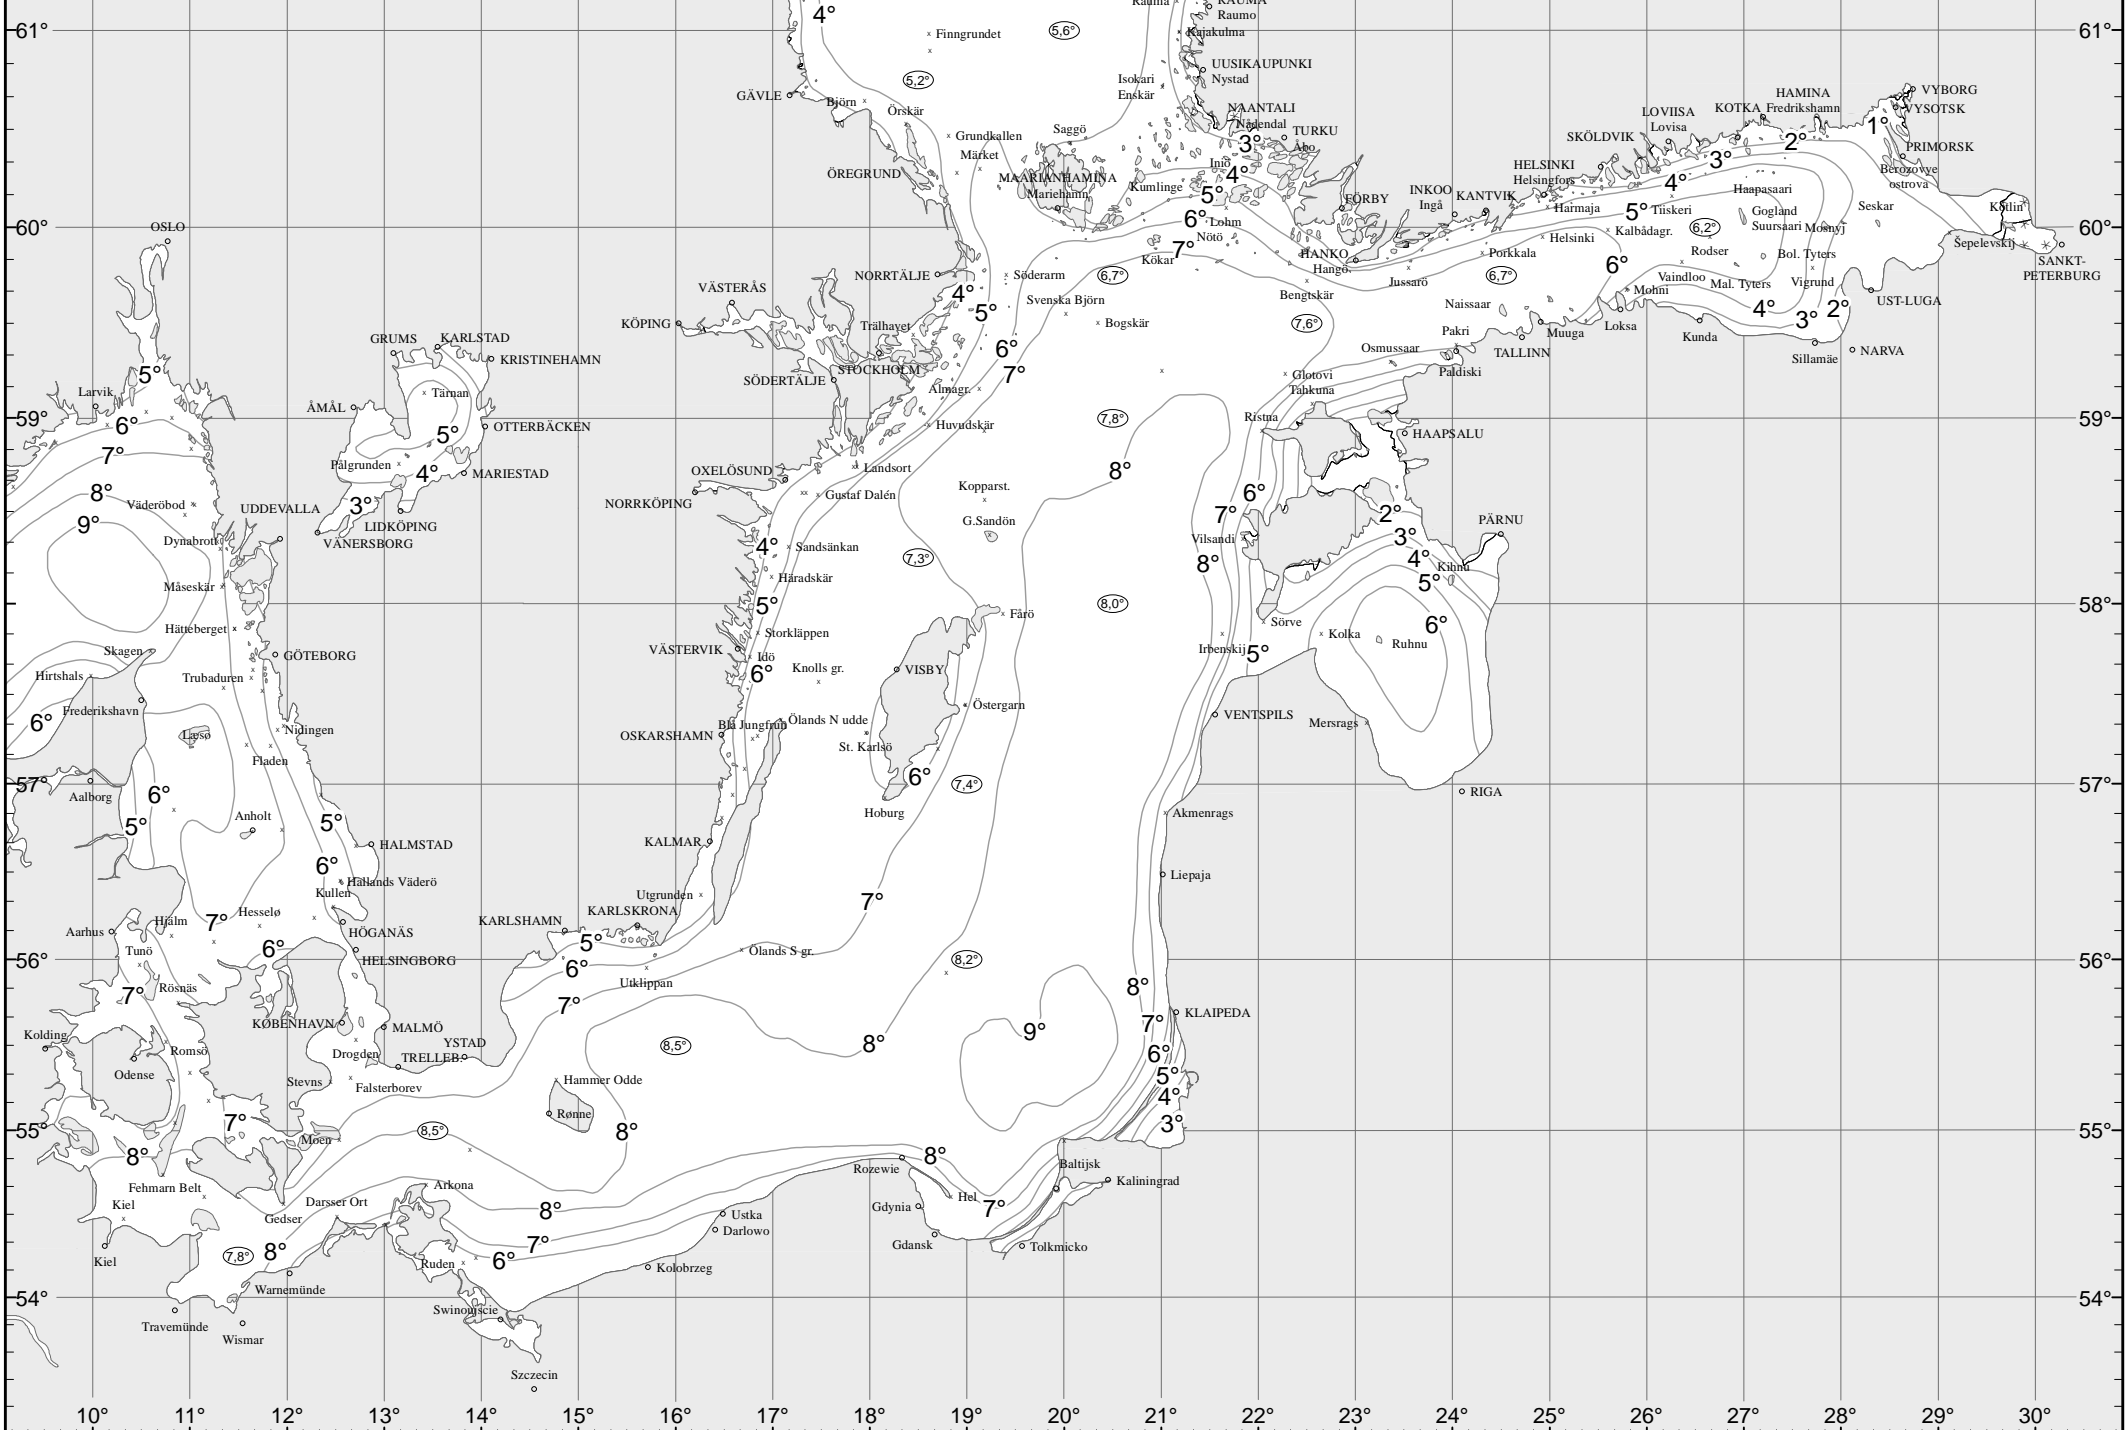 4°
Rauma
KAUMA
Raumo
61°
61°
Finngrundet
5,6°
Kajakulma
5,2°
Isokari
Enskär
UUSIKAUPUNKI
Nystad
GÄVLE
Björn
Örskär
NAANTALI
Nådendal
TURKU
Åbo
3°
Saggö
Grundkallen
Märket
ÖREGRUND
MAARIANHAMINA
Mariehamn
Kumlinge
Iniö
4°
5°
6°
Lohm
Nötö
7°
Kökar
FÖRBY
HANKO
Hangö
Bengtskär
INKOO
Ingå
KANTVIK
HELSINKI
Helsingfors
SKÖLDVIK
LOVIISA
Lovisa
KOTKA
HAMINA
Fredrikshamn
VYBORG
VYSOTSK
1°
2°
3°
4°
5°
PRIMORSK
Berozovye
ostrova
Haapasaari
Harmaja
Tiiskeri
6,2°
Gogland
Suursaari
Mosnyj
Seskar
Kotlin
Šepelevskij
SANKT-
PETERBURG
60°
60°
OSLO
Helsinki
Kalbådagr.
Rodser
Bol. Tyters
Porkkala
6,7°
6°
Vaindloo
Mal. Tyters
Vigrund
Jussarö
Naissaar
Mohni
4°
3°
2°
UST-LUGA
Pakri
Muuga
Loksa
Kunda
Sillamäe
NARVA
TALLINN
Paldiski
Osmussaar
NORRTÄLJE
Söderarm
6,7°
VÄSTERÅS
4°
5°
Svenska Björn
Bogskär
7,6°
KÖPING
Trälhavet
6°
7°
STOCKHOLM
SÖDERTÄLJE
Almagr.
Glotovi
Tahkuna
GRUMS
KARLSTAD
KRISTINEHAMN
5°
Tärnan
Larvik
ÅMÅL
OTTERBÄCKEN
59°
59°
6°
5°
7,8°
Huvudskär
Ristna
HAAPSALU
7°
Pålgrunden
4°
MARIESTAD
OXELÖSUND
Landsort
8°
8°
Väderöbod
UDDEVALLA
3°
LIDKÖPING
VÄNERSBORG
NORRKÖPING
Gustaf Dalén
Kopparst.
G.Sandön
6°
7°
2°
PÄRNU
9°
Dynabrott
4°
Sandsänkan
Vilsandi
3°
4°
Kihnu
5°
Måseskär
Häradskär
7,3°
8°
58°
5°
Fårö
8,0°
Sörve
6°
Hätteberget
Storkläppen
Kolka
Ruhnu
Skagen
GÖTEBORG
VÄSTERVIK
Idö
Irbenskij
5°
Hirtshals
Trubaduren
6°
Knolls gr.
VISBY
Frederikshavn
Östergarn
VENTSPILS
Mersrags
6°
Læsø
Nidingen
OSKARSHAMN
Blå Jungfrun
Ölands N udde
St. Karlsö
Fladen
57°
57°
Aalborg
6°
6°
7,4°
RIGA
5°
Anholt
5°
Hoburg
Akmenrags
HALMSTAD
KALMAR
6°
Hallands Väderö
Kullen
Utgrunden
7°
Liepaja
7°
Hesselø
Hjälm
Aarhus
HÖGANÄS
KARLSHAMN
KARLSKRONA
56°
56°
Tunö
6°
HELSINGBORG
5°
6°
Ölands S gr.
8,2°
Utklippan
7°
Rösnäs
7°
8°
KØBENHAVN
MALMÖ
KLAIPEDA
7°
Kolding
Romsö
Drogden
YSTAD
TRELLEB.
8,5°
8°
9°
6°
Odense
Stevns
Falsterborev
Hammer Odde
5°
4°
Rønne
3°
7°
55°
55°
Moen
8,5°
8°
8°
Fehmarn Belt
Rozewie
8°
Baltijsk
Kaliningrad
Kiel
Gedser
Darsser Ort
Arkona
8°
Hel
7°
Gdynia
Ustka
Darlowo
Gdansk
Tolkmicko
Kiel
7,8°
8°
7°
6°
Ruden
Kolobrzeg
Warnemünde
54°
54°
Swinoujscie
Travemünde
Wismar
Szczecin
10° 11° 12° 13° 14° 15° 16° 17° 18° 19° 20° 21° 22° 23° 24° 25° 26° 27° 28° 29° 30°